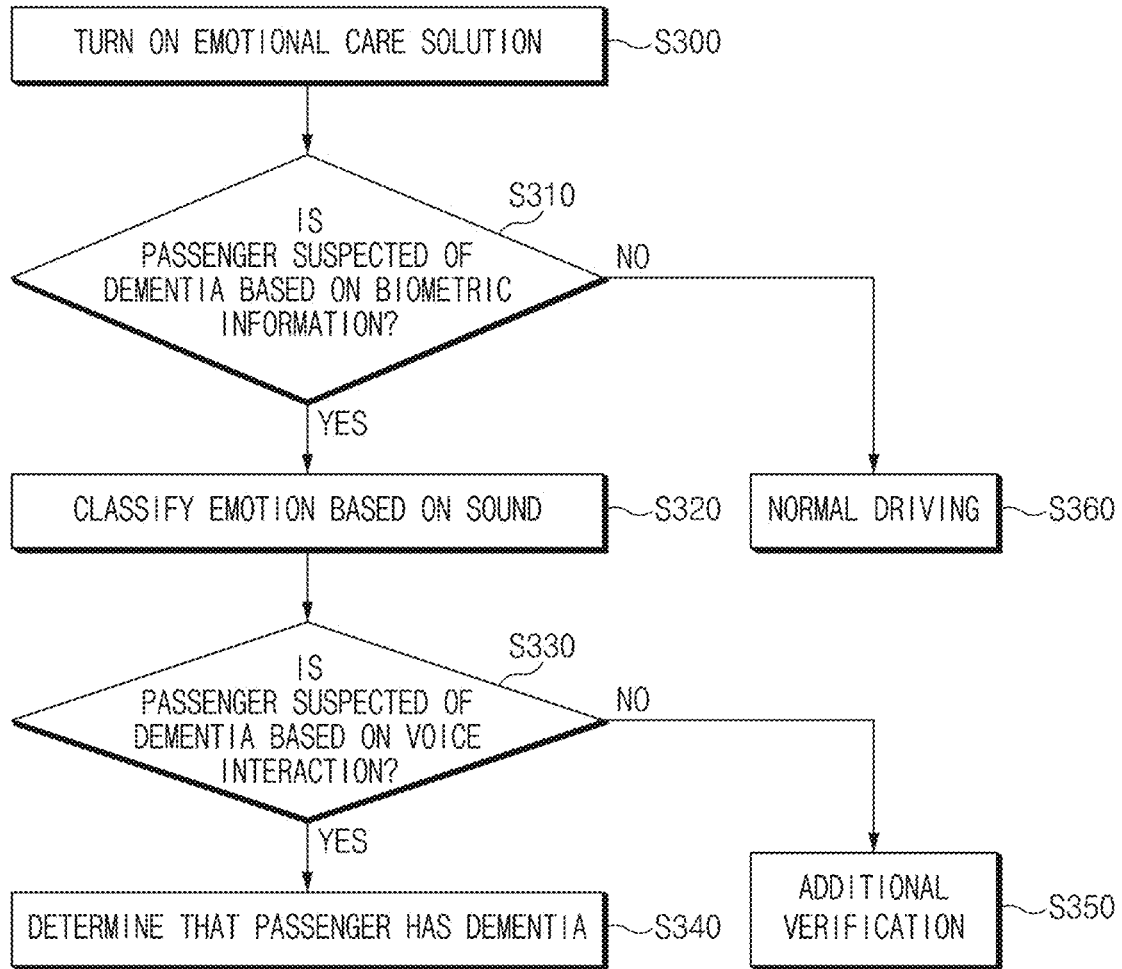 TURN ON EMOTIONAL CARE SOLUTION
S300
S310
IS
PASSENGER SUSPECTED OF
DEMENTIA BASED ON BIOMETRIC
INFORMATION?
NO
YES
CLASSIFY EMOTION BASED ON SOUND
S320
NORMAL DRIVING
S360
S330
IS
PASSENGER SUSPECTED OF
DEMENTIA BASED ON VOICE
INTERACTION?
NO
YES
DETERMINE THAT PASSENGER HAS DEMENTIA
S340
ADDITIONAL
VERIFICATION
S350